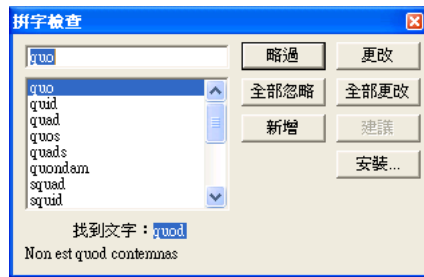 拼字檢查
quo
略過
更改
quo
quid
quad
quos
quads
quondam
squad
squid
全部忽略
全部更改
新增
建議
安裝...
找到文字：quod
Non est quod contemnas